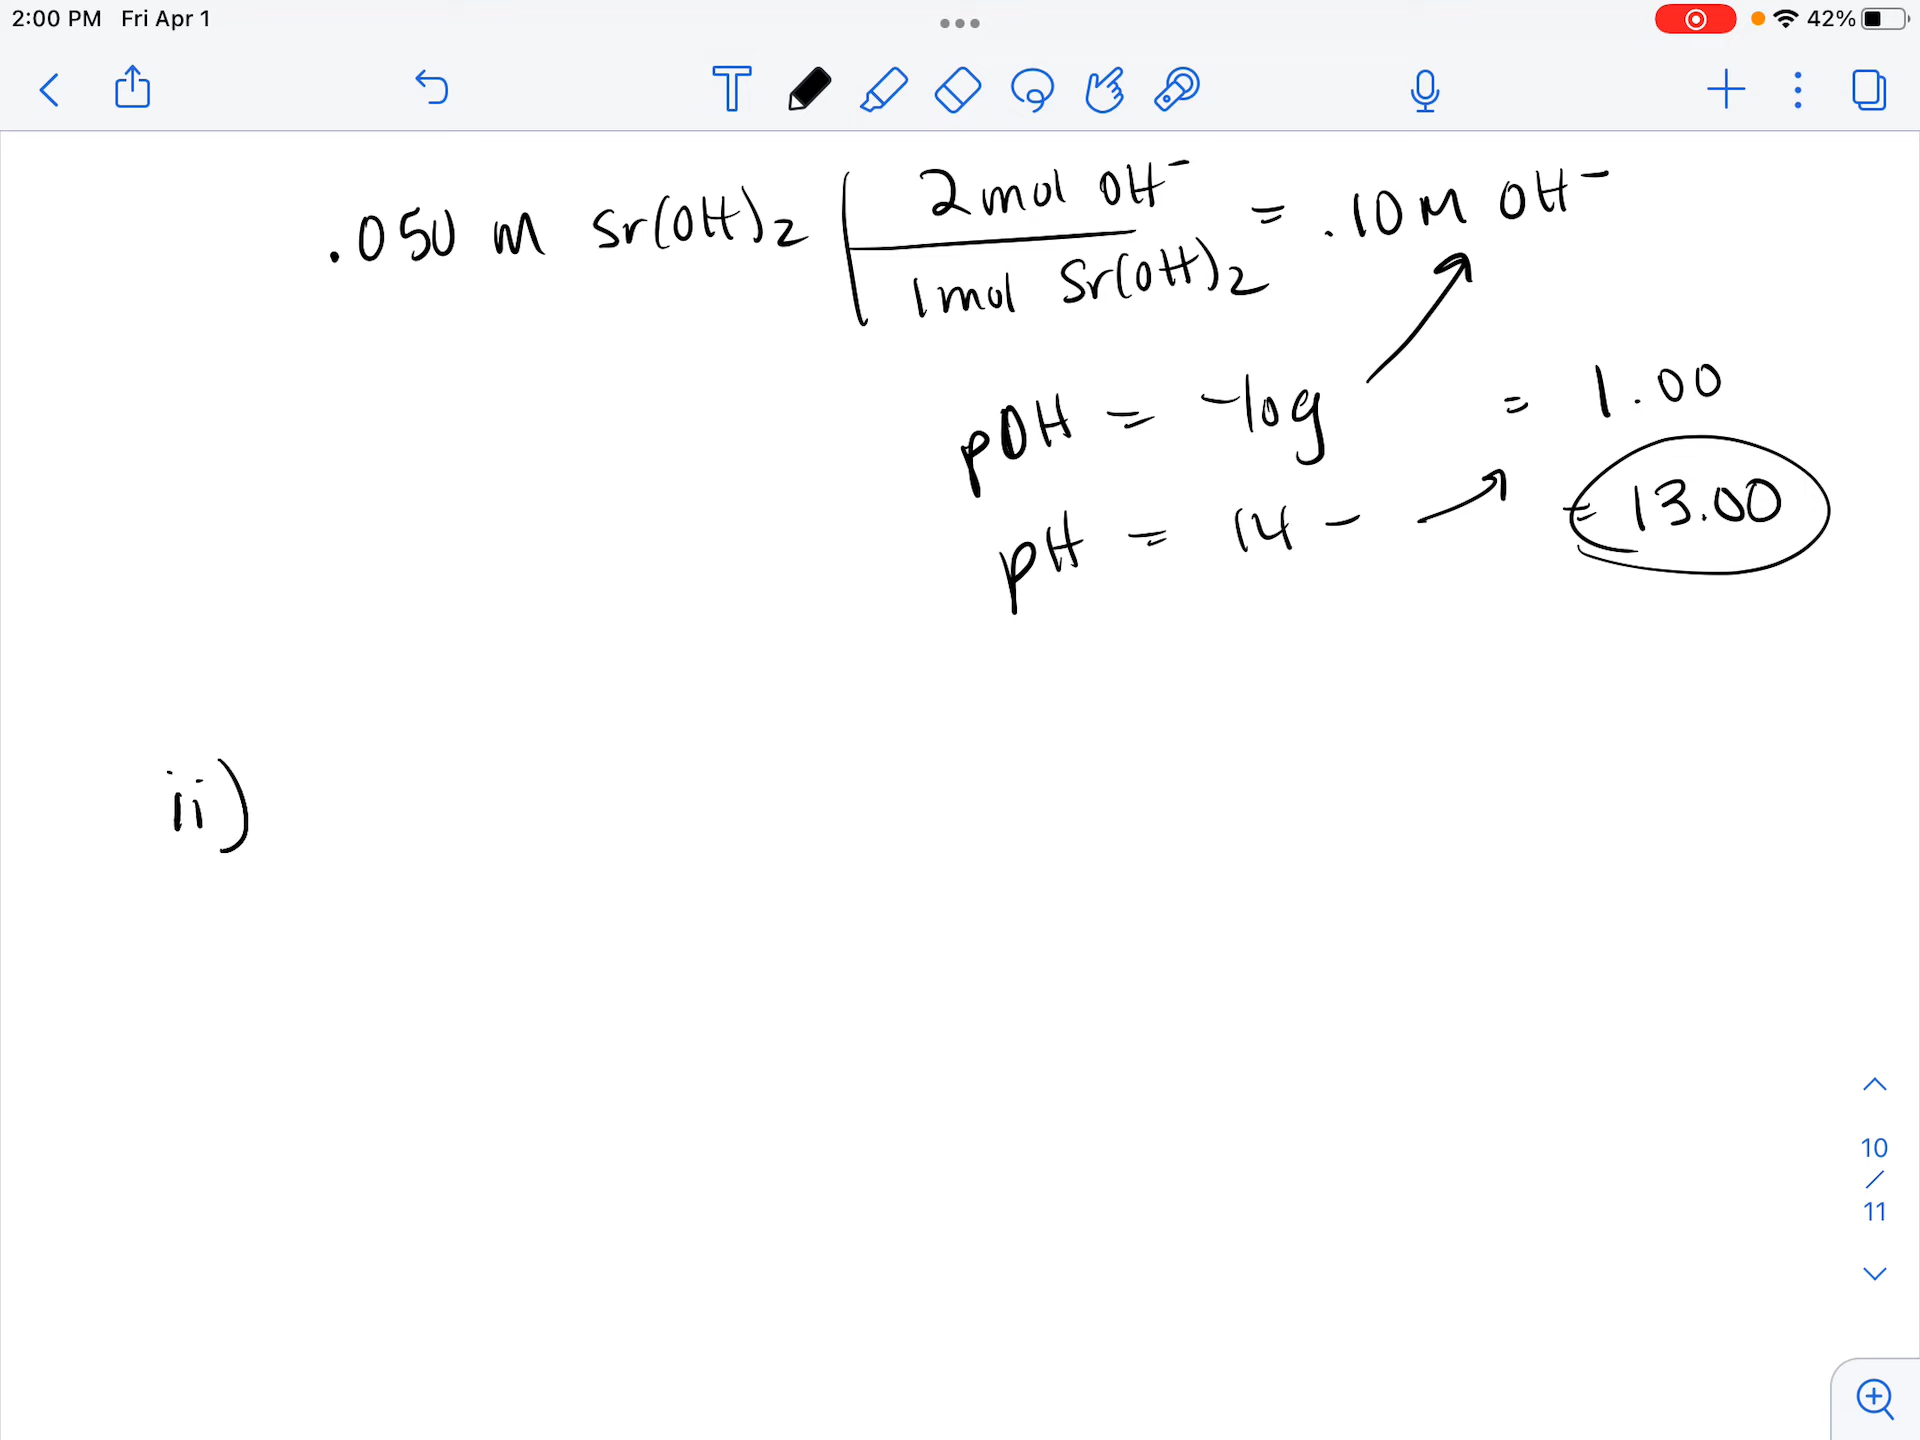 2:00 PM Fri Apr 1
42%
T
.050 M Sr(OH)2 | 2 mol OH⁻ = .10 M OH⁻
1 mol Sr(OH)2
pOH = -log = 1.00
pH = 14 - = 13.00
ii)
10
/
11